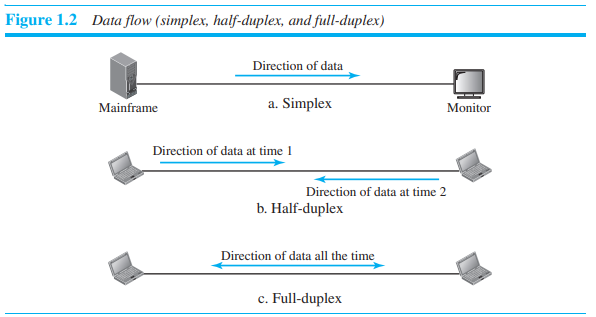 Figure 1.2 Data flow (simplex, half-duplex, and full-duplex)
Direction of data
Mainframe
a. Simplex
Monitor
Direction of data at time 1
Direction of data at time 2
b. Half-duplex
Direction of data all the time
c. Full-duplex